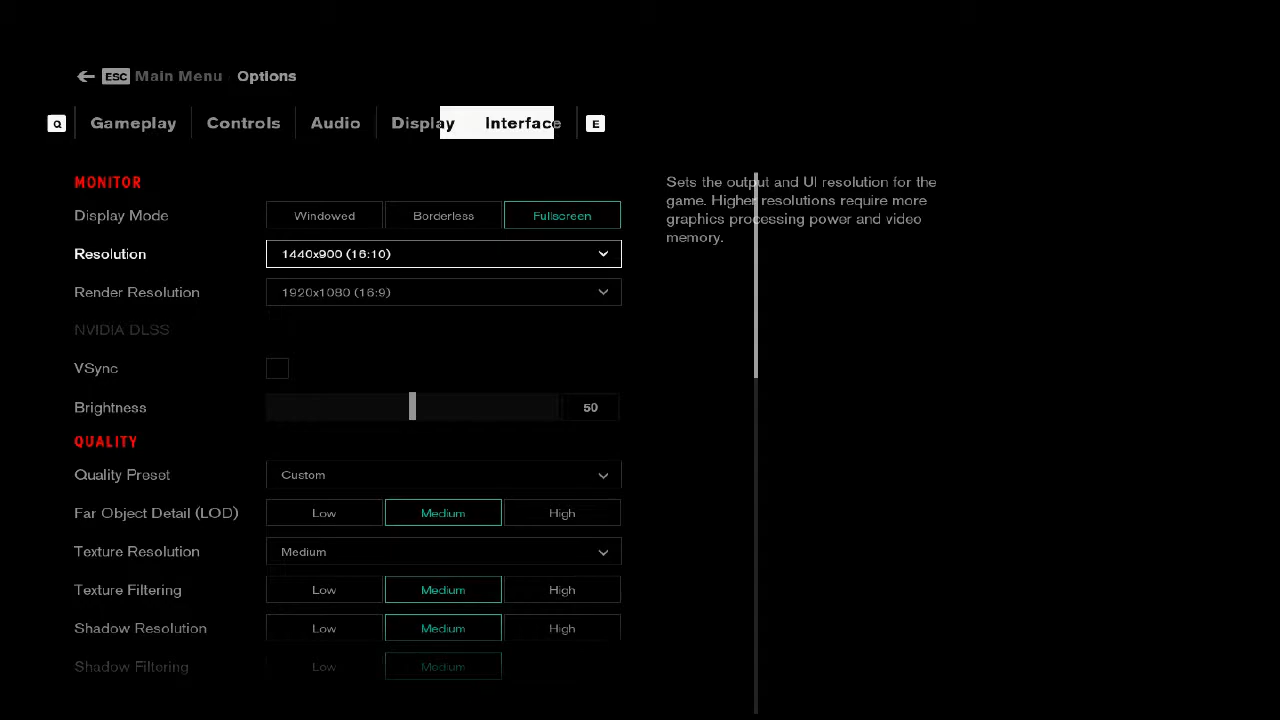 ESC Main Menu Options
Q Gameplay Controls Audio Display Interface E
MONITOR
Display Mode Windowed Borderless Fullscreen
Resolution 1440x900 (16:10)
Render Resolution 1920x1080 (16:9)
NVIDIA DLSS
VSync
Brightness 50
QUALITY
Quality Preset Custom
Far Object Detail (LOD) Low Medium High
Texture Resolution Medium
Texture Filtering Low Medium High
Shadow Resolution Low Medium High
Shadow Filtering Low Medium
Sets the output and UI resolution for the
game. Higher resolutions require more
graphics processing power and video
memory.